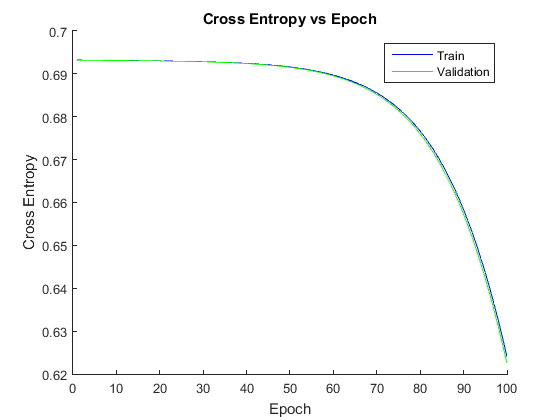 Cross Entropy vs Epoch
0.7
0.69
0.68
0.67
0.66
0.65
0.64
0.63
0.62
Cross Entropy
Train
Validation
0 10 20 30 40 50 60 70 80 90 100
Epoch